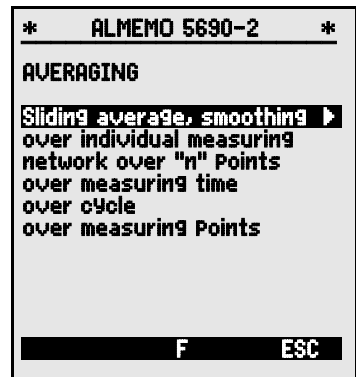 * ALMEMO 5690-2 *
AVERAGING
Sliding average, smoothing ▶
over individual measuring
network over "n" Points
over measuring time
over cycle
over measuring Points
F ESC